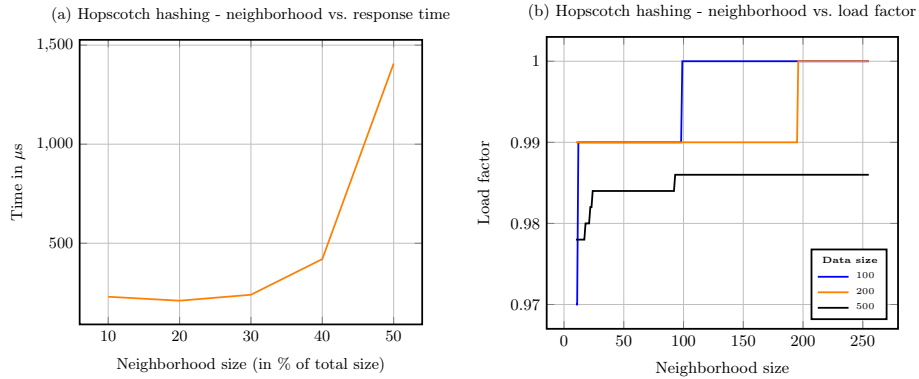 (a) Hopscotch hashing - neighborhood vs. response time
1,500
1,000
500
Time in μs
10 20 30 40 50
Neighborhood size (in % of total size)
(b) Hopscotch hashing - neighborhood vs. load factor
1
0.99
0.98
0.97
Load factor
Data size
100
200
500
0 50 100 150 200 250
Neighborhood size